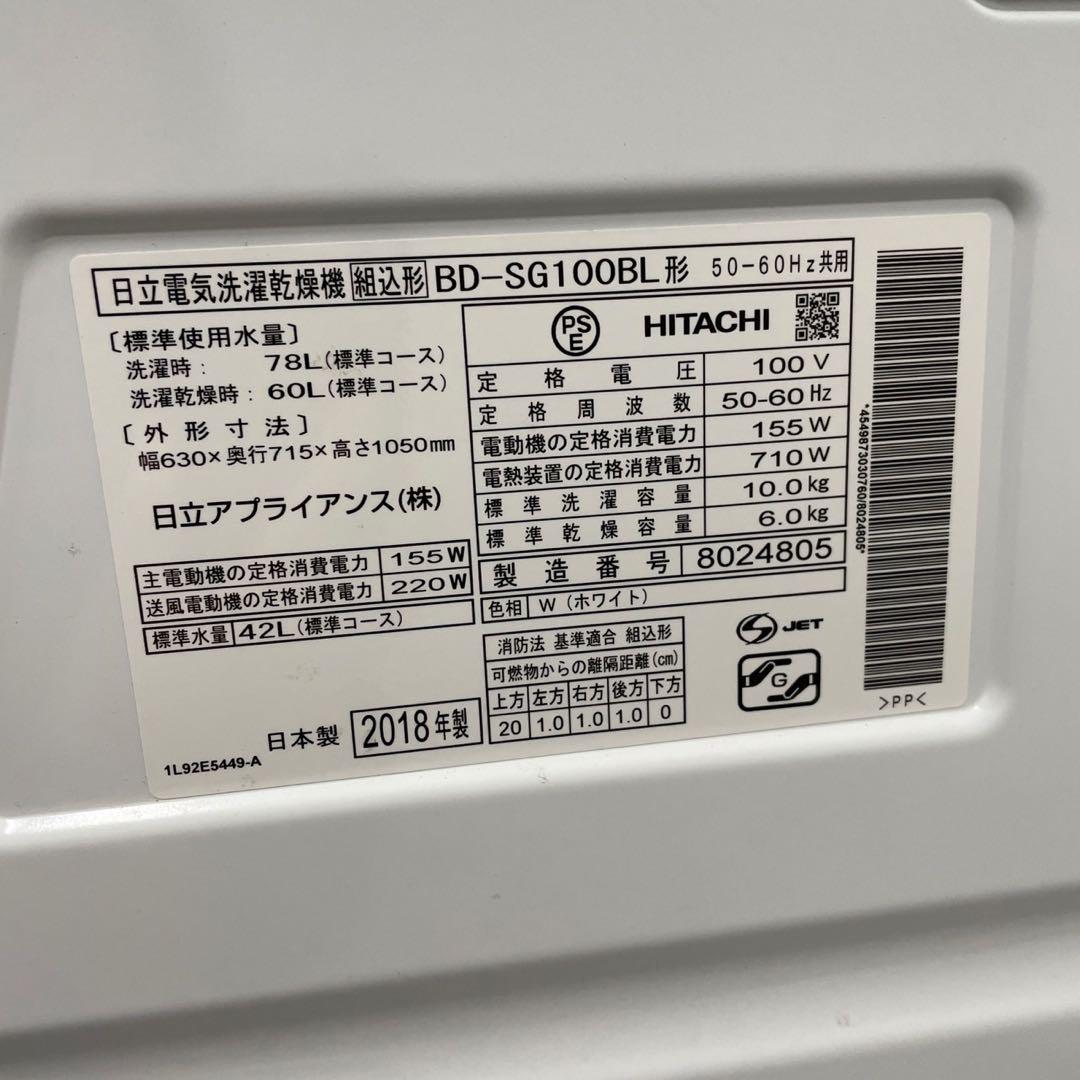 日立電気洗濯乾燥機 組込形 BD-SG100BL形 50-60Hz共用
〔標準使用水量〕
洗濯時： 78L(標準コース)
洗濯乾燥時：60L(標準コース)
〔外形寸法〕
幅630×奥行715×高さ1050mm
日立アプライアンス(株)
主電動機の定格消費電力 155W
送風電動機の定格消費電力 220W
標準水量 42L(標準コース)
日本製 2018年製
1L92E5449-A
PSE HITACHI
定格電圧 100V
定格周波数 50-60Hz
電動機の定格消費電力 155W
電熱装置の定格消費電力 710W
標準洗濯容量 10.0kg
標準乾燥容量 6.0kg
製造番号 8024805
色相 W(ホワイト)
消防法 基準適合 組込形
可燃物からの離隔距離(cm)
上方 左方 右方 後方 下方
20 1.0 1.0 1.0 0
S JET
G
*4549873030760/8024805*
>PP<